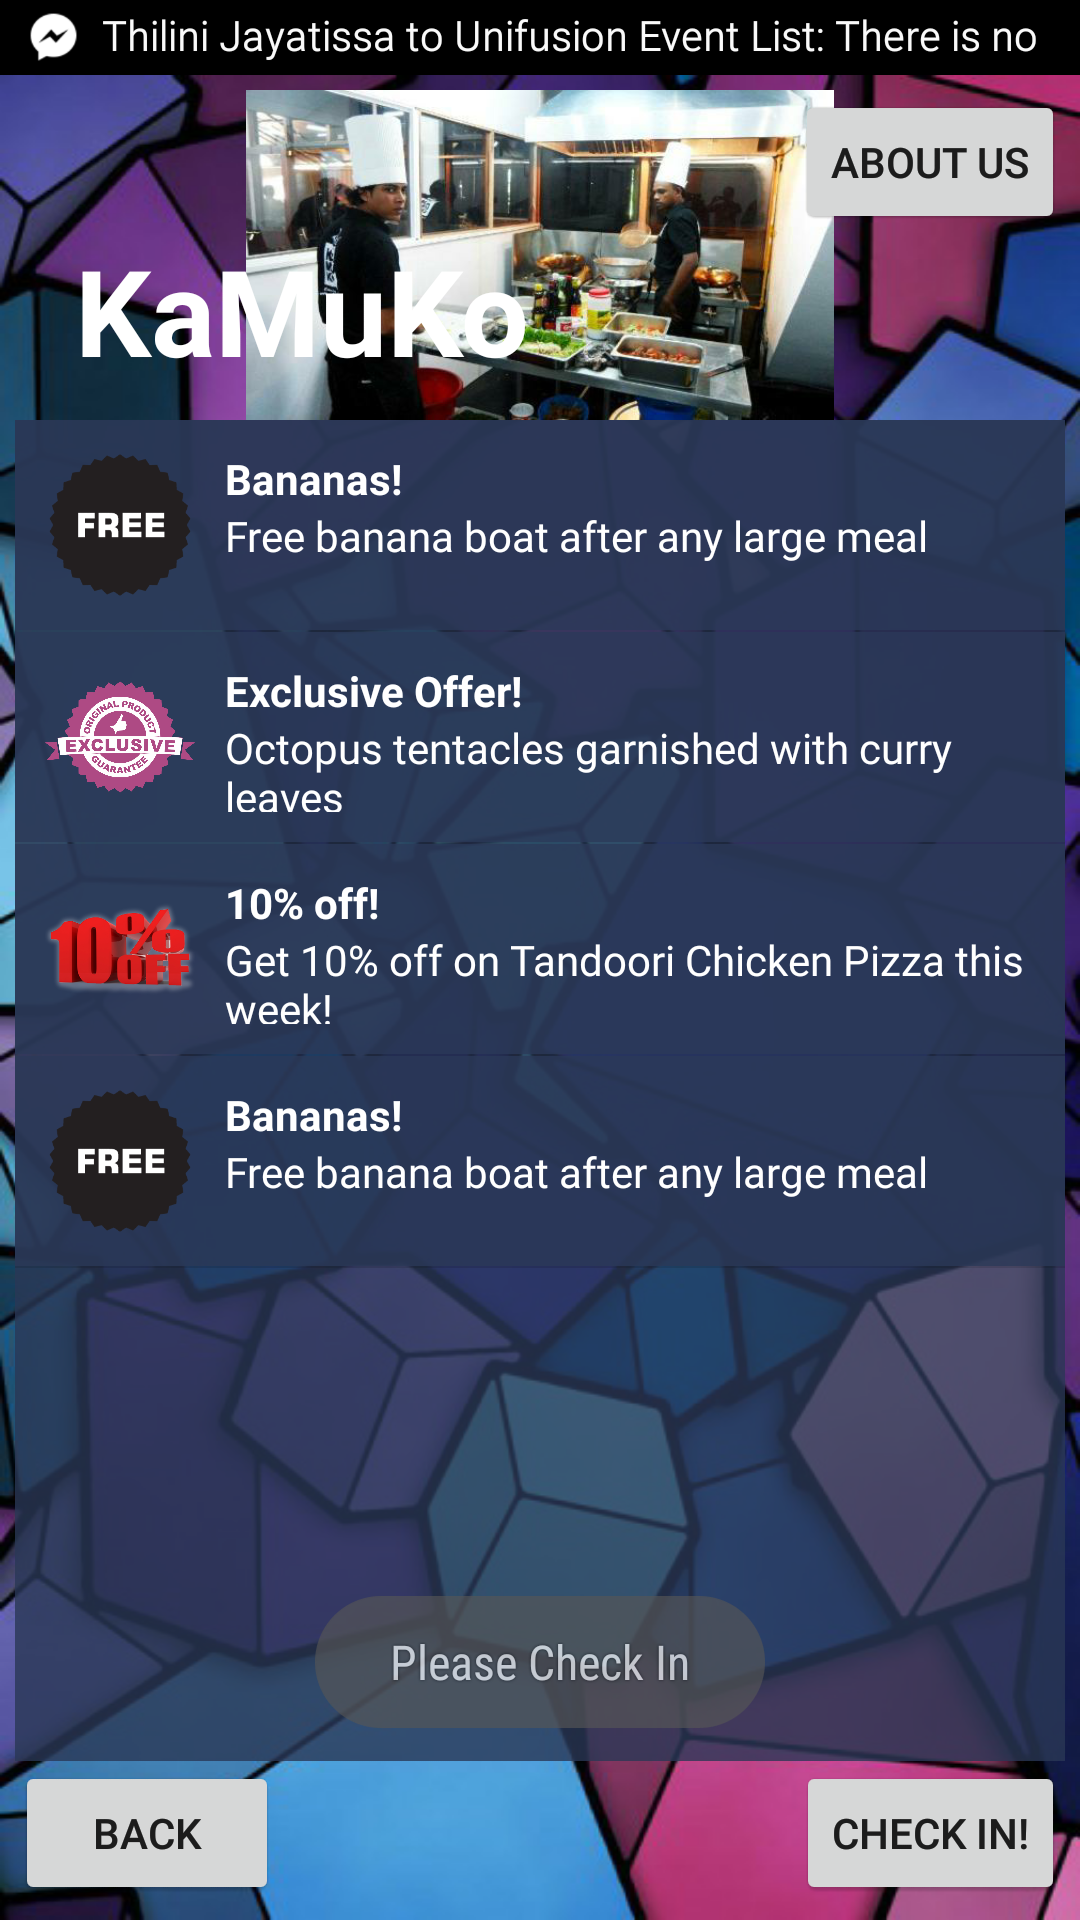 Thilini Jayatissa to Unifusion Event List: There is no
ABOUT US
KaMuKo
FREE
Bananas!
Free banana boat after any large meal
ORIGINAL PRODUCT
EXCLUSIVE
GUARANTEE
Exclusive Offer!
Octopus tentacles garnished with curry
leaves
10%
OFF
10% off!
Get 10% off on Tandoori Chicken Pizza this
week!
FREE
Bananas!
Free banana boat after any large meal
Please Check In
BACK
CHECK IN!